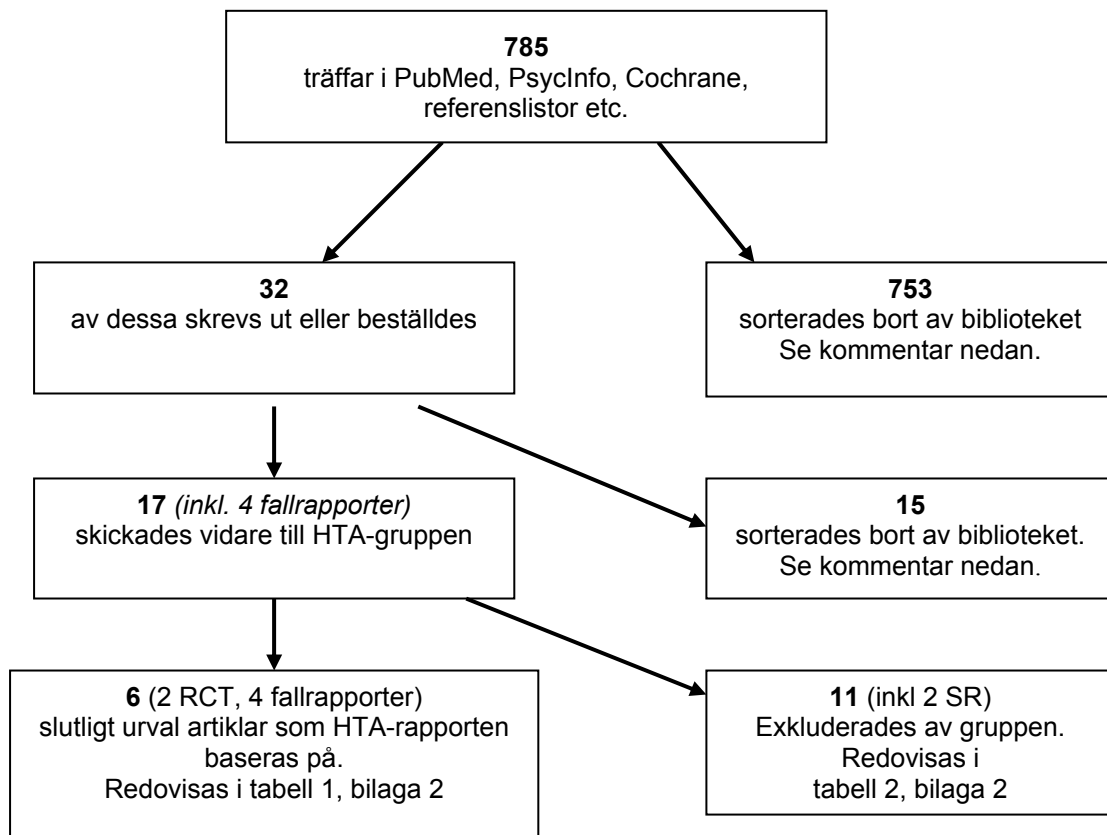 785
träffar i PubMed, PsycInfo, Cochrane,
referenslistor etc.
32
av dessa skrevs ut eller beställdes
753
sorterades bort av biblioteket
Se kommentar nedan.
17 (inkl. 4 fallrapporter)
skickades vidare till HTA-gruppen
15
sorterades bort av biblioteket.
Se kommentar nedan.
6 (2 RCT, 4 fallrapporter)
slutligt urval artiklar som HTA-rapporten
baseras på.
Redovisas i tabell 1, bilaga 2
11 (inkl 2 SR)
Exkluderades av gruppen.
Redovisas i
tabell 2, bilaga 2